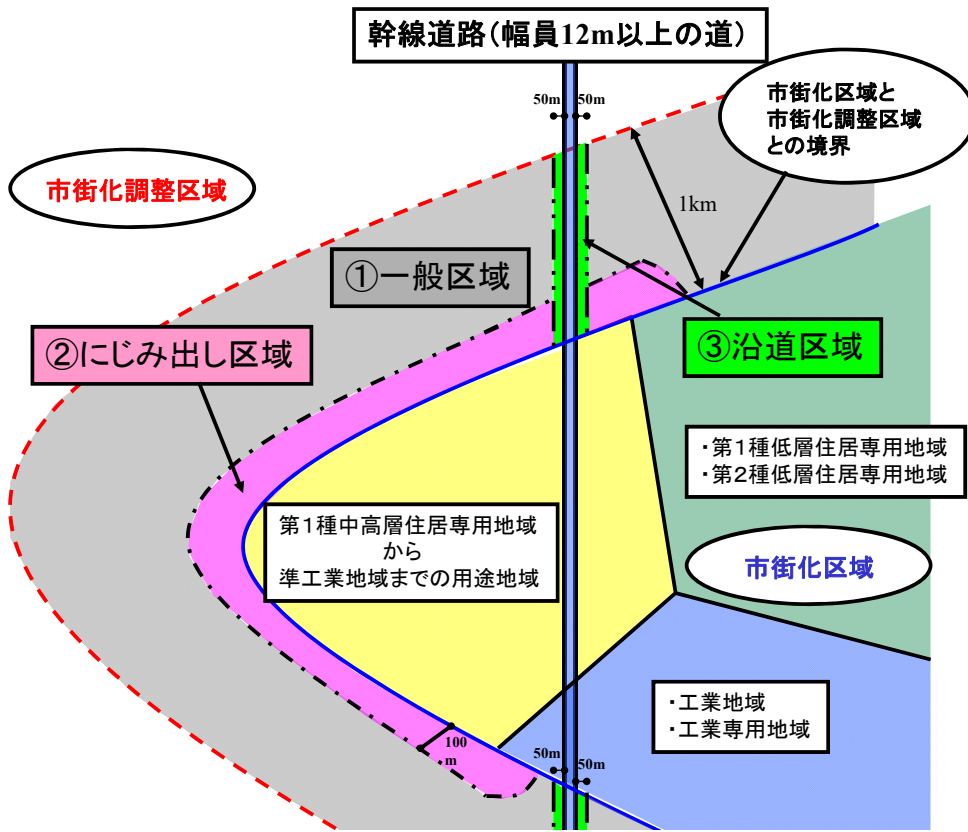 幹線道路(幅員12m以上の道)
50m
50m
市街化区域と
市街化調整区域
との境界
市街化調整区域
1km
①一般区域
②にじみ出し区域
③沿道区域
・第1種低層住居専用地域
・第2種低層住居専用地域
第1種中高層住居専用地域
から
準工業地域までの用途地域
市街化区域
・工業地域
・工業専用地域
100
m
50m
50m